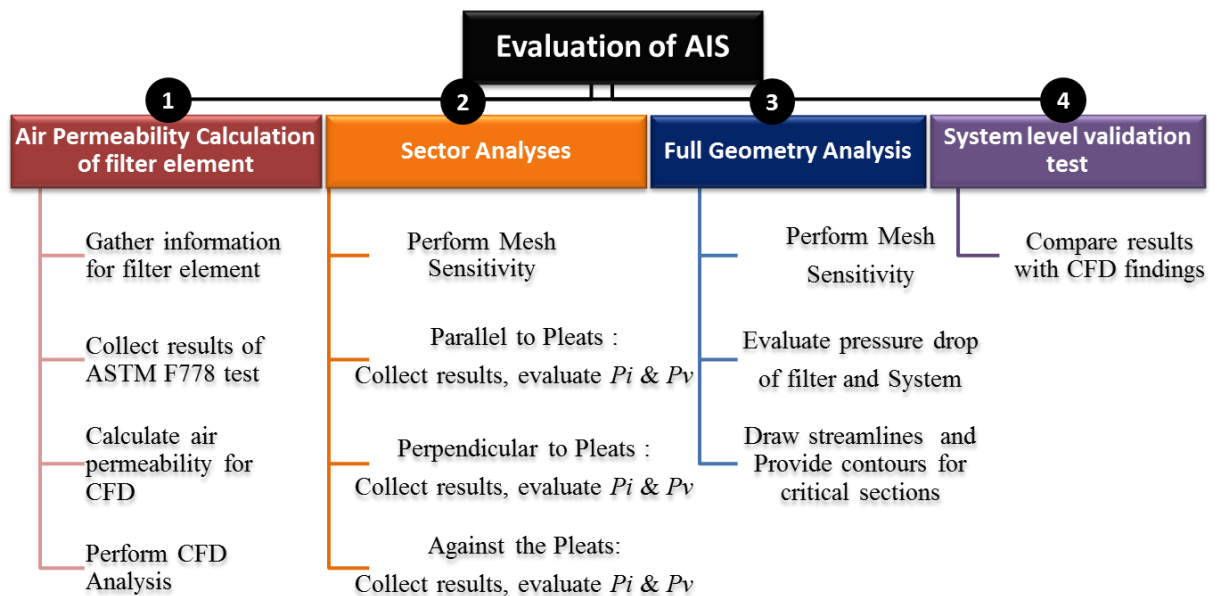 Evaluation of AIS
1
Air Permeability Calculation
of filter element
Gather information
for filter element
Collect results of
ASTM F778 test
Calculate air
permeability for
CFD
Perform CFD
Analysis
2
Sector Analyses
Perform Mesh
Sensitivity
Parallel to Pleats :
Collect results, evaluate Pi & Pv
Perpendicular to Pleats :
Collect results, evaluate Pi & Pv
Against the Pleats:
Collect results, evaluate Pi & Pv
3
Full Geometry Analysis
Perform Mesh
Sensitivity
Evaluate pressure drop
of filter and System
Draw streamlines and
Provide contours for
critical sections
4
System level validation
test
Compare results
with CFD findings